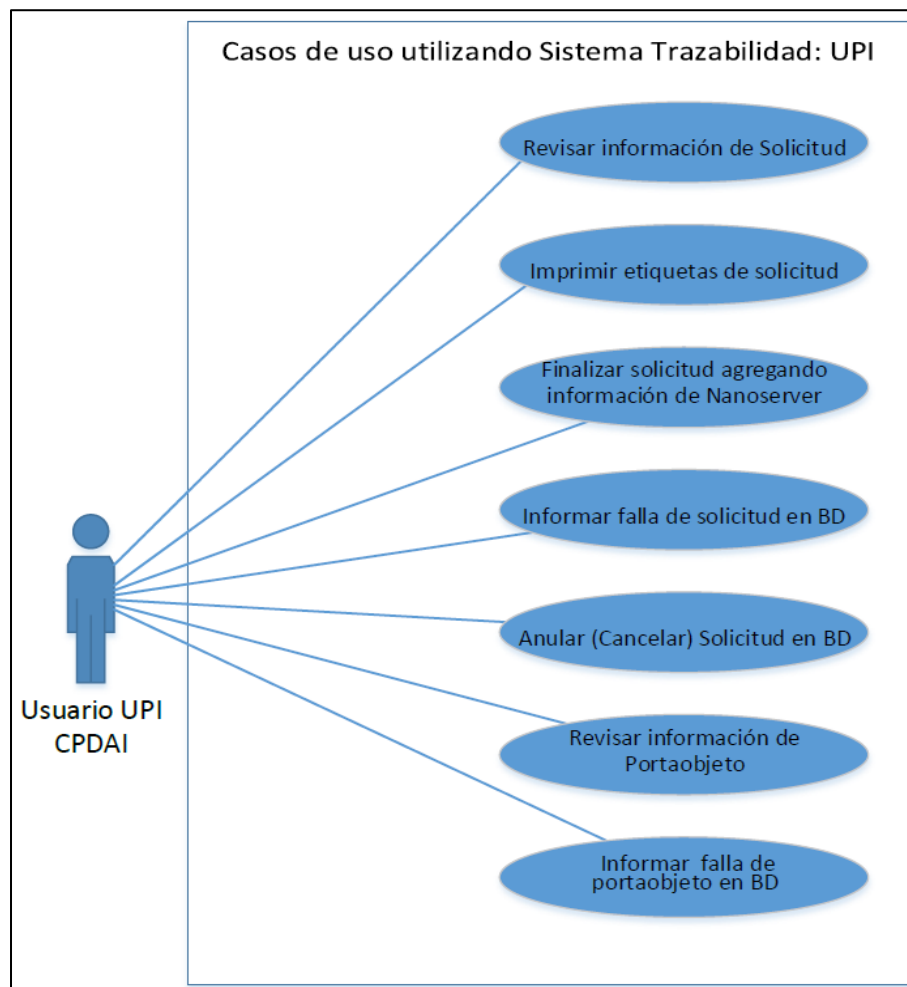 Casos de uso utilizando Sistema Trazabilidad: UPI
Revisar información de Solicitud
Imprimir etiquetas de solicitud
Finalizar solicitud agregando
información de Nanoserver
Informar falla de solicitud en BD
Anular (Cancelar) Solicitud en BD
Usuario UPI
CPDAI
Revisar información de
Portaobjeto
Informar falla de
portaobjeto en BD